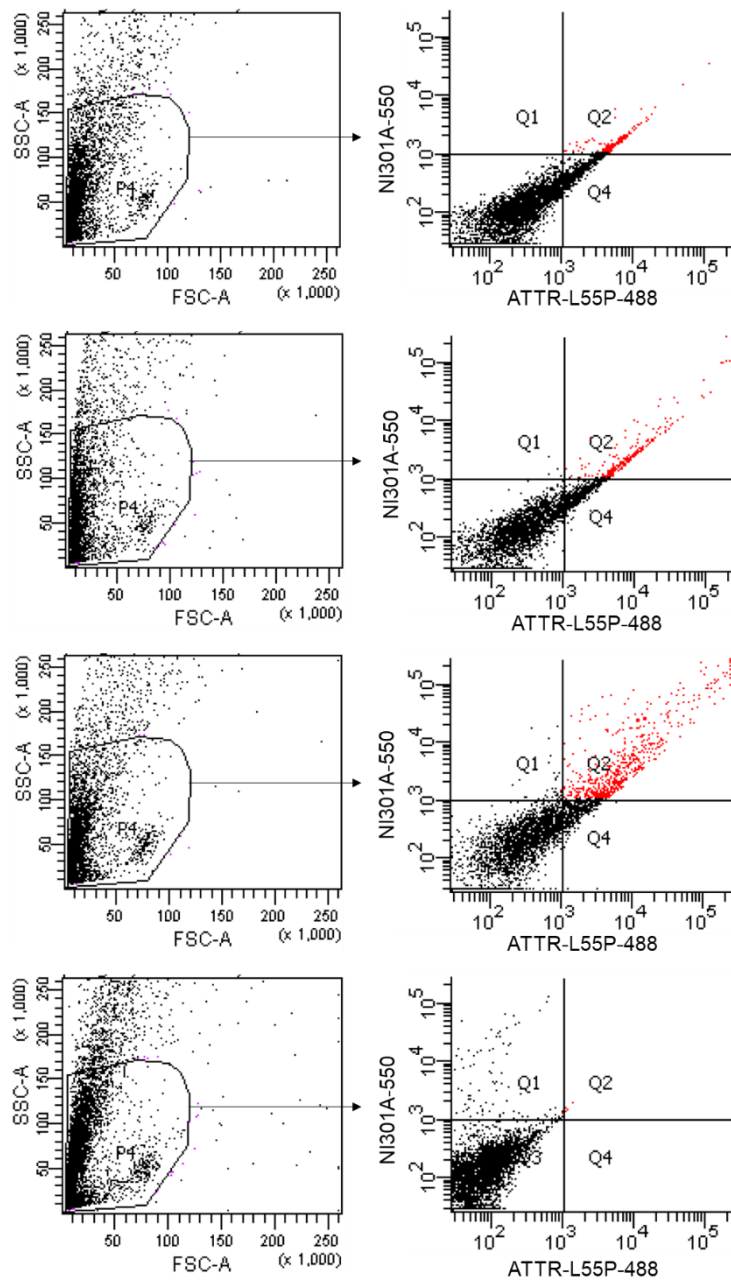 (x 1,000)
SSC-A
250
200
150
100
50
P4
50 100 150 200 250
FSC-A (x 1,000)
NI301A-550
10^5
10^4
10^3
10^2
Q1 Q2
Q4
10^2 10^3 10^4 10^5
ATTR-L55P-488
(x 1,000)
SSC-A
250
200
150
100
50
P4
50 100 150 200 250
FSC-A (x 1,000)
NI301A-550
10^5
10^4
10^3
10^2
Q1 Q2
Q4
10^2 10^3 10^4 10^5
ATTR-L55P-488
(x 1,000)
SSC-A
250
200
150
100
50
P4
50 100 150 200 250
FSC-A (x 1,000)
NI301A-550
10^5
10^4
10^3
10^2
Q1 Q2
Q4
10^2 10^3 10^4 10^5
ATTR-L55P-488
(x 1,000)
SSC-A
250
200
150
100
50
P4
50 100 150 200 250
FSC-A (x 1,000)
NI301A-550
10^5
10^4
10^3
10^2
Q1 Q2
Q4
10^2 10^3 10^4 10^5
ATTR-L55P-488